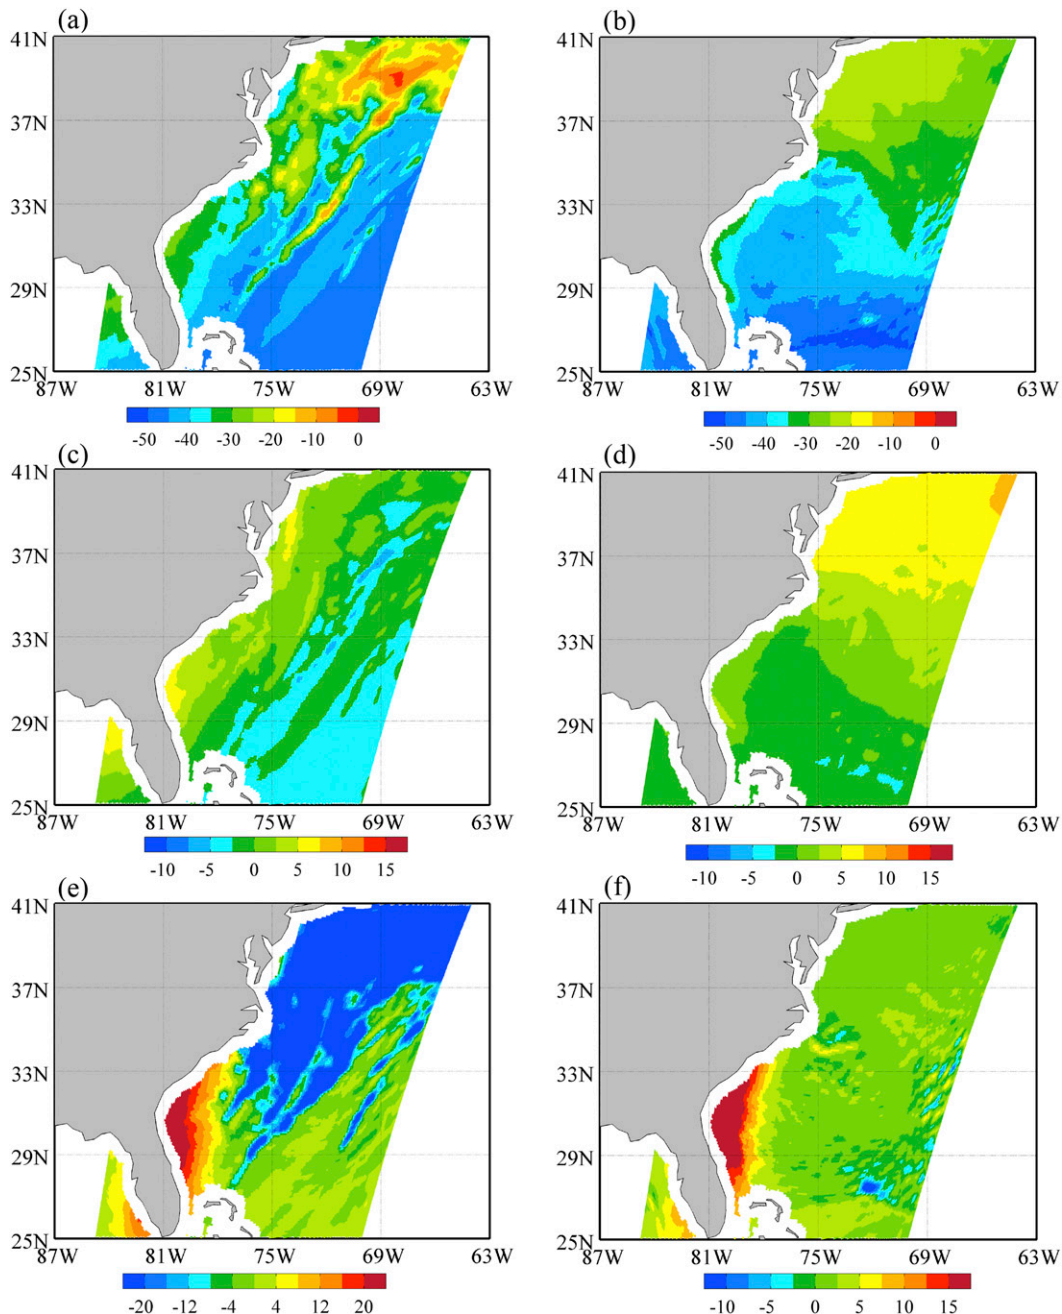 (a) (b)
41N 41N
37N 37N
33N 33N
29N 29N
25N 25N
87W 81W 75W 69W 63W 87W 81W 75W 69W 63W
-50 -40 -30 -20 -10 0 -50 -40 -30 -20 -10 0
(c) (d)
41N 41N
37N 37N
33N 33N
29N 29N
25N 25N
87W 81W 75W 69W 63W 87W 81W 75W 69W 63W
-10 -5 0 5 10 15 -10 -5 0 5 10 15
(e) (f)
41N 41N
37N 37N
33N 33N
29N 29N
25N 25N
87W 81W 75W 69W 63W 87W 81W 75W 69W 63W
-20 -12 -4 4 12 20 -10 -5 0 5 10 15